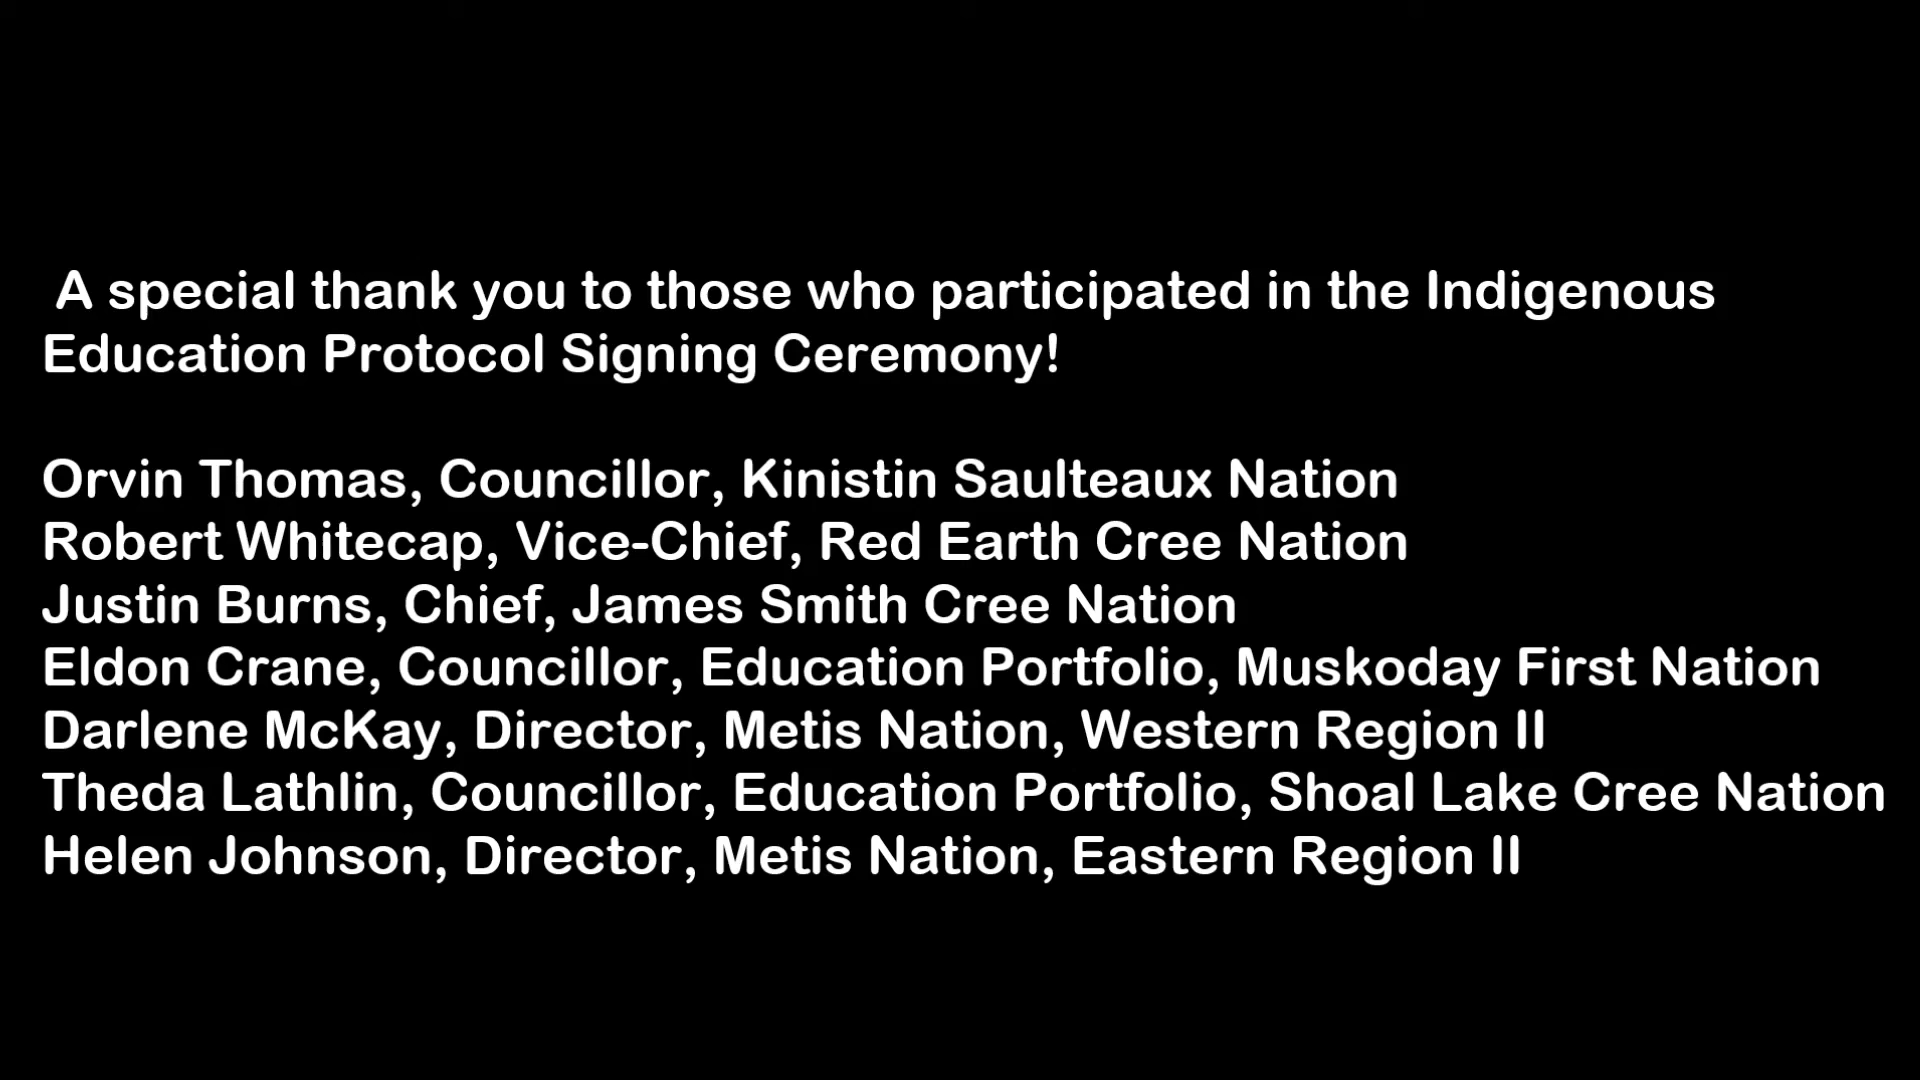 A special thank you to those who participated in the Indigenous
Education Protocol Signing Ceremony!
Orvin Thomas, Councillor, Kinistin Saulteaux Nation
Robert Whitecap, Vice-Chief, Red Earth Cree Nation
Justin Burns, Chief, James Smith Cree Nation
Eldon Crane, Councillor, Education Portfolio, Muskoday First Nation
Darlene McKay, Director, Metis Nation, Western Region II
Theda Lathlin, Councillor, Education Portfolio, Shoal Lake Cree Nation
Helen Johnson, Director, Metis Nation, Eastern Region II